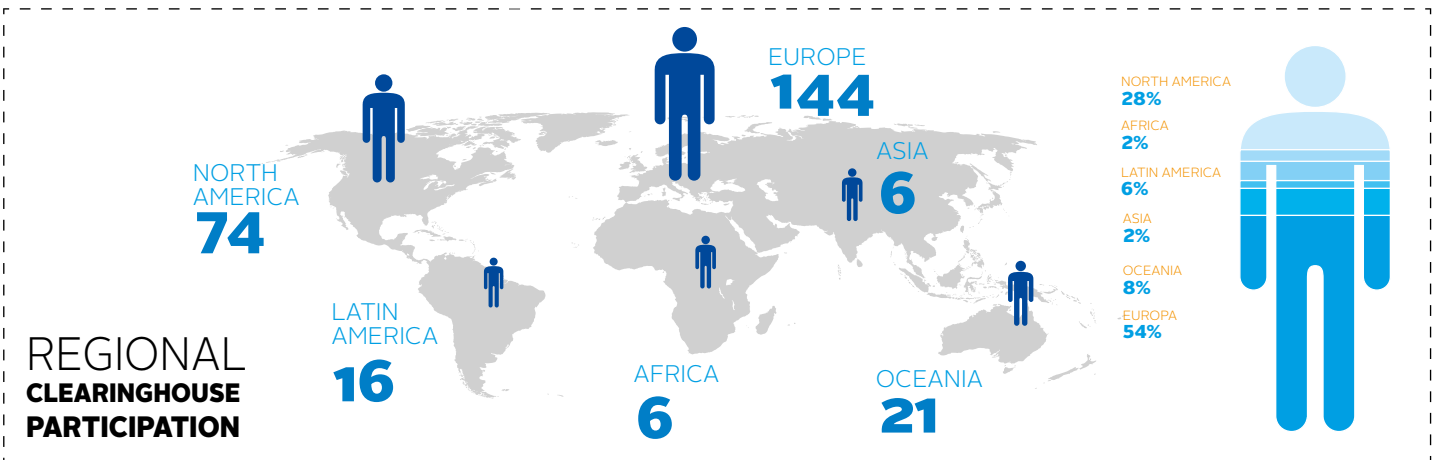 EUROPE
144
ASIA
6
NORTH
AMERICA
74
LATIN
AMERICA
16
AFRICA
6
OCEANIA
21
REGIONAL
CLEARINGHOUSE
PARTICIPATION
NORTH AMERICA
28%
AFRICA
2%
LATIN AMERICA
6%
ASIA
2%
OCEANIA
8%
EUROPA
54%